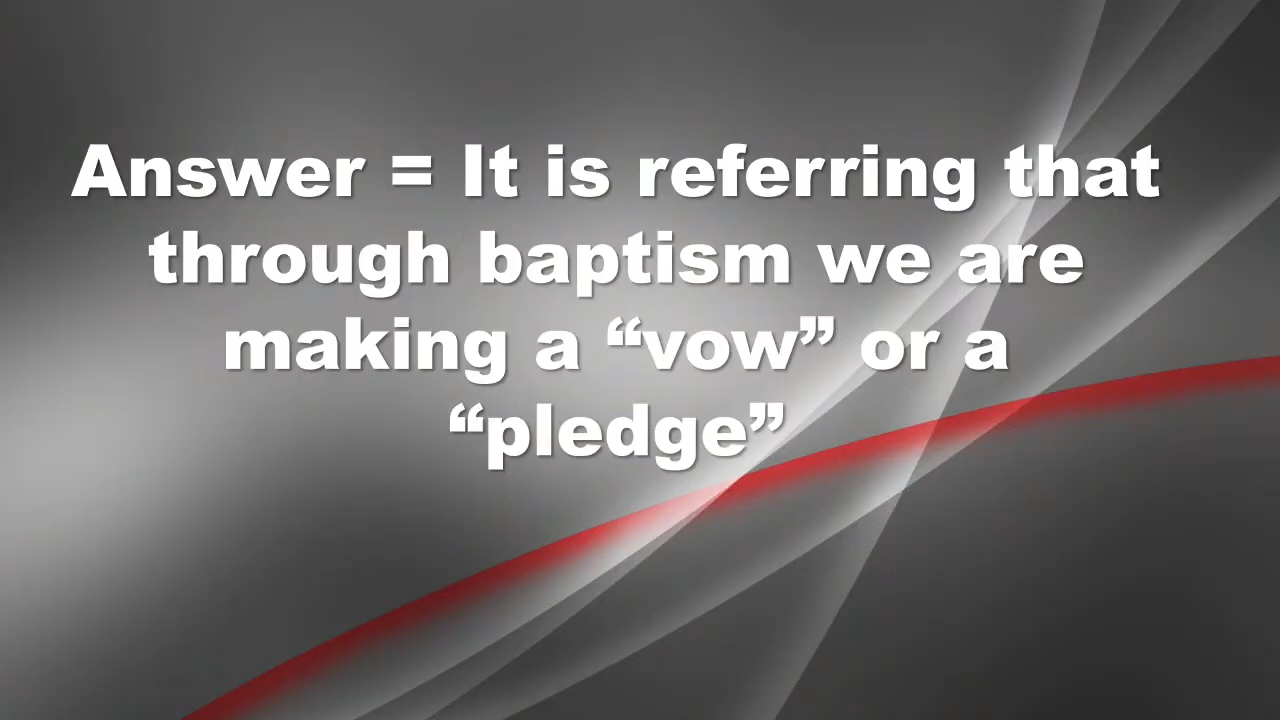 Answer = It is referring that
through baptism we are
making a “vow” or a
“pledge”